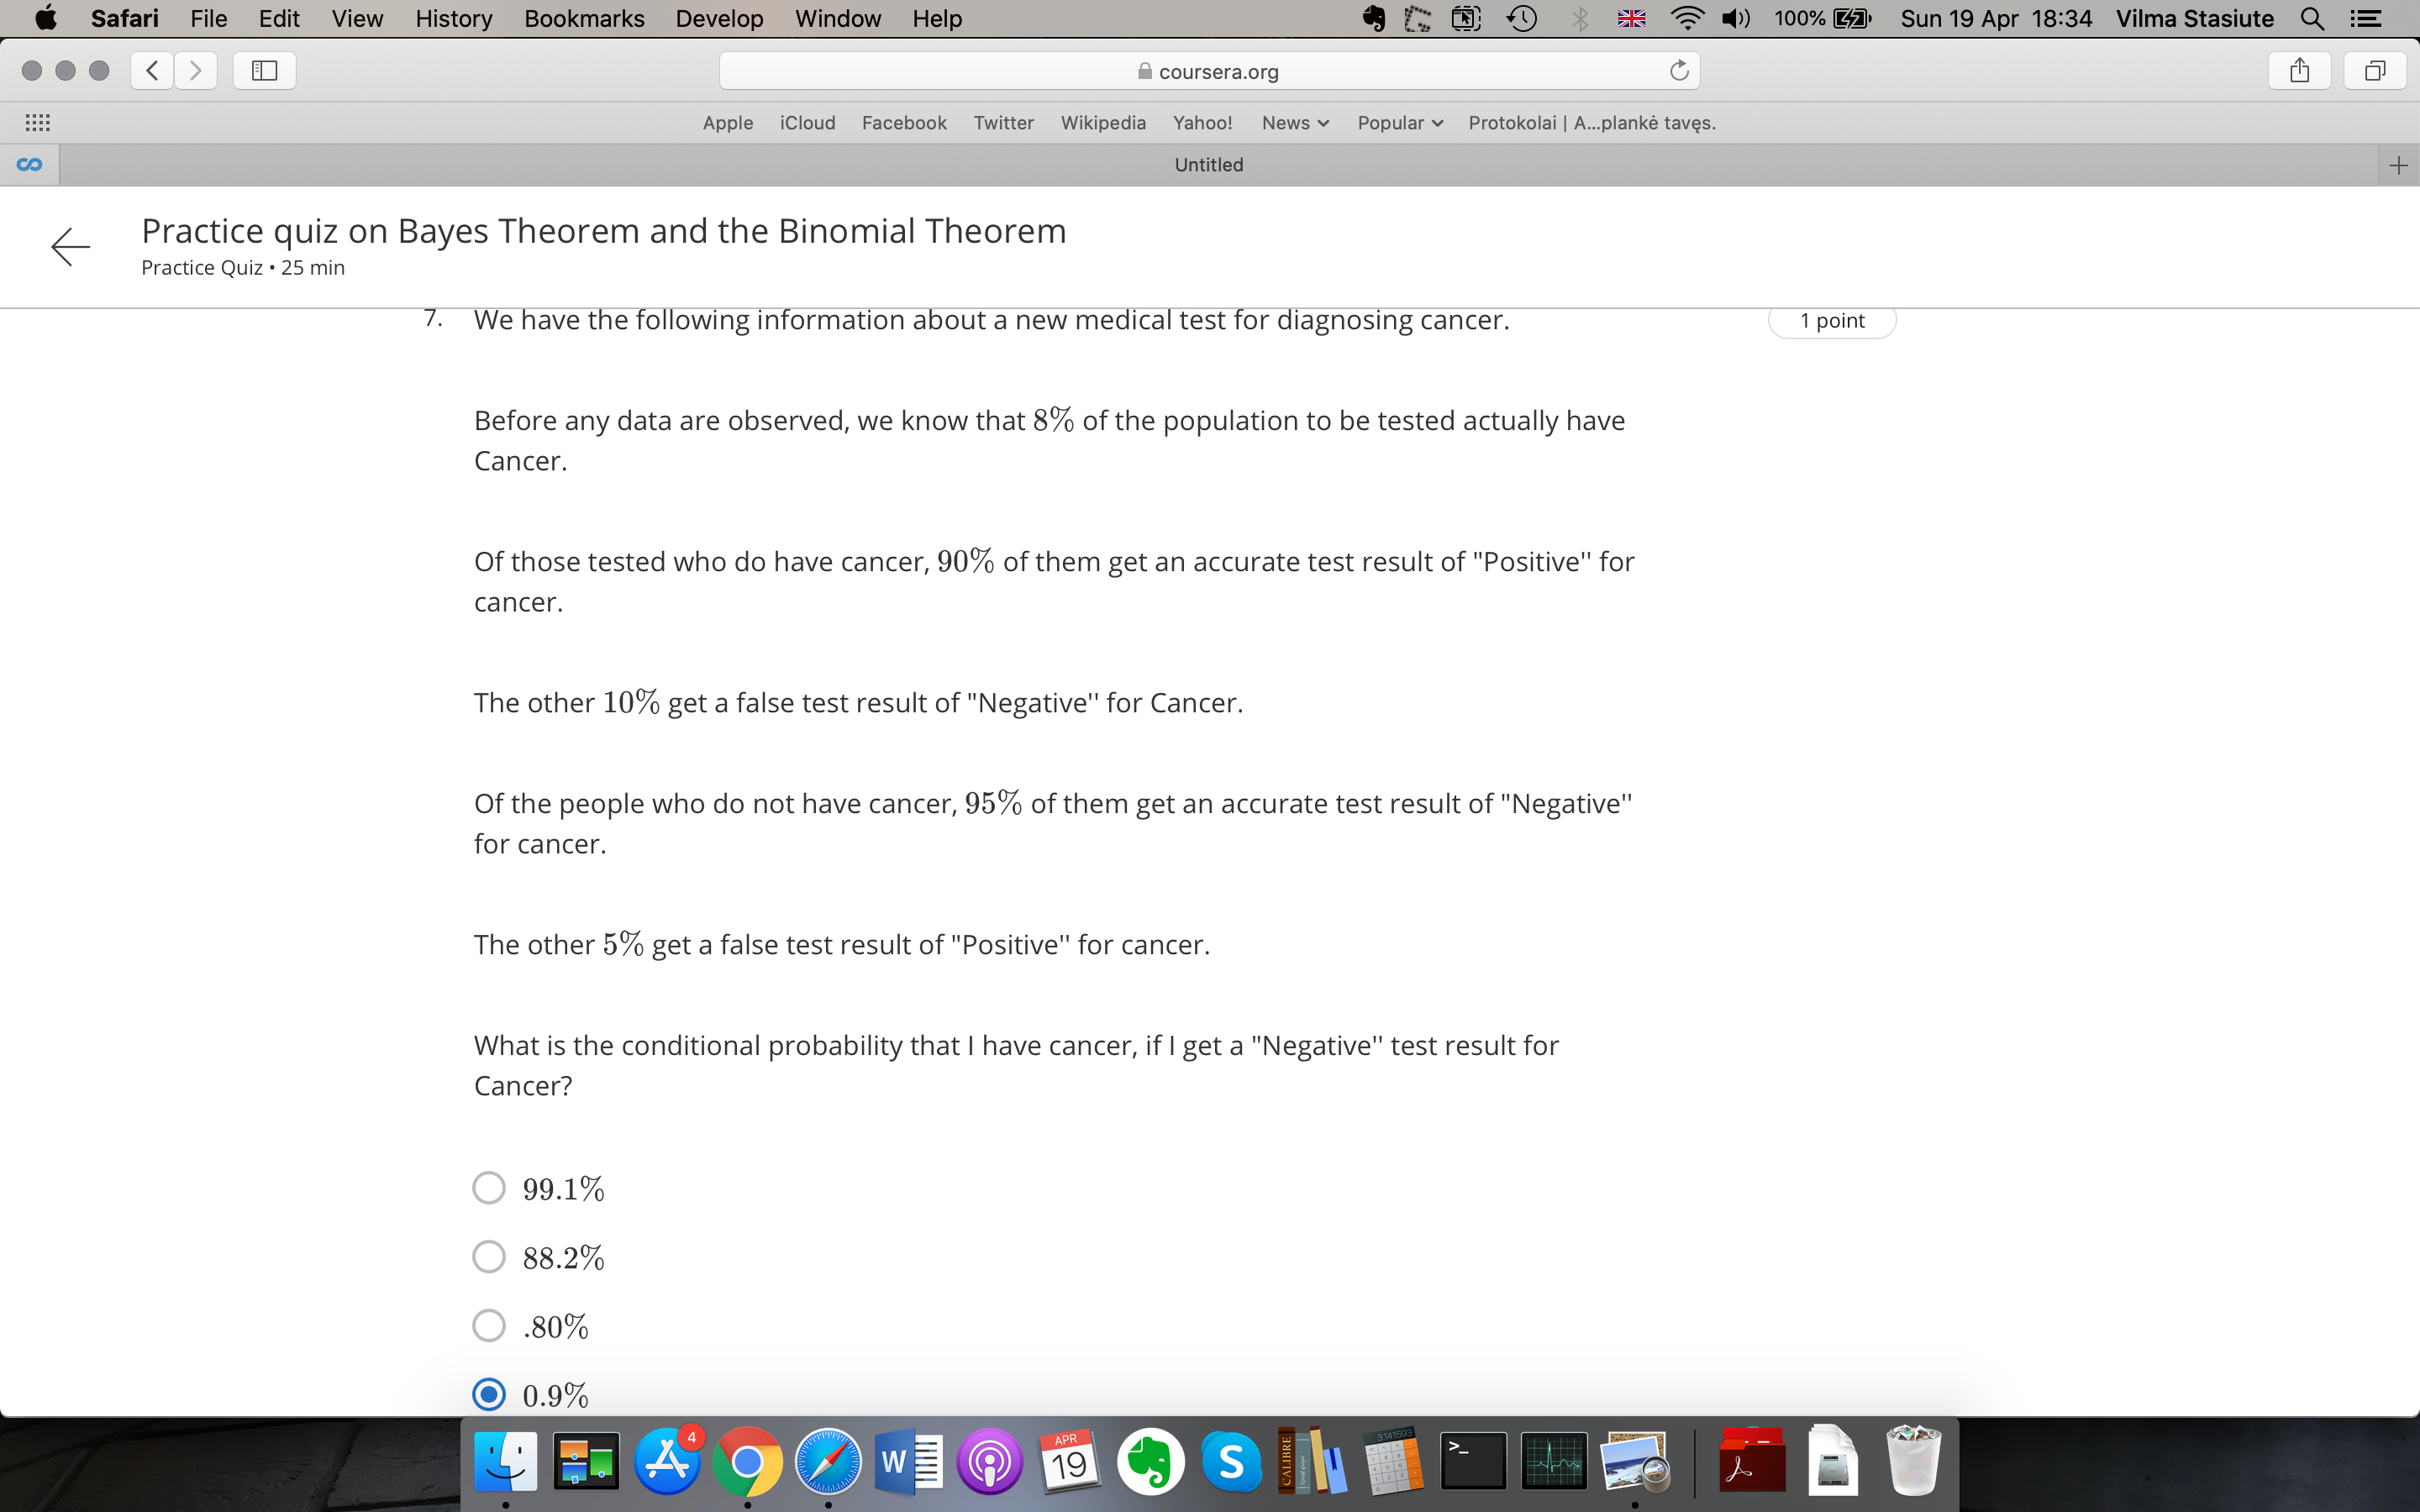 Safari File Edit View History Bookmarks Develop Window Help 100% Sun 19 Apr 18:34 Vilma Stasiute
coursera.org
Apple iCloud Facebook Twitter Wikipedia Yahoo! News Popular Protokolai | A...plankė tavęs.
Untitled
Practice quiz on Bayes Theorem and the Binomial Theorem
Practice Quiz • 25 min
7. We have the following information about a new medical test for diagnosing cancer. 1 point
Before any data are observed, we know that 8% of the population to be tested actually have
Cancer.
Of those tested who do have cancer, 90% of them get an accurate test result of "Positive'' for
cancer.
The other 10% get a false test result of "Negative'' for Cancer.
Of the people who do not have cancer, 95% of them get an accurate test result of "Negative''
for cancer.
The other 5% get a false test result of "Positive'' for cancer.
What is the conditional probability that I have cancer, if I get a "Negative'' test result for
Cancer?
99.1%
88.2%
.80%
0.9%
4
W
APR
19
S
CALIBRE
3.141593
>_